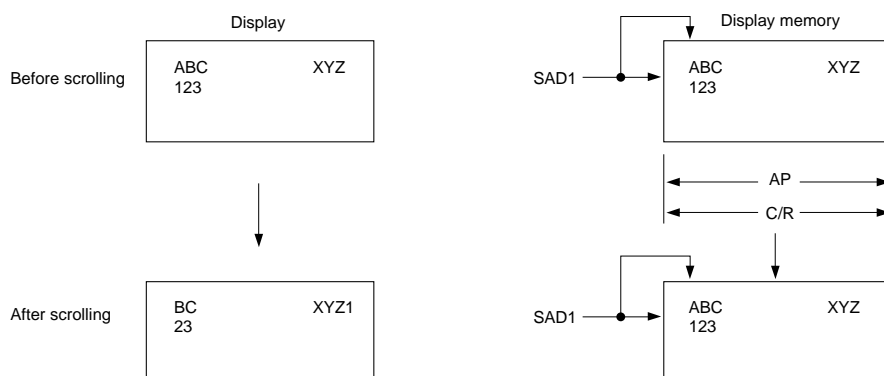 Display
Display memory
Before scrolling
ABC XYZ
123
SAD1
ABC XYZ
123
AP
C/R
After scrolling
BC XYZ1
23
SAD1
ABC XYZ
123